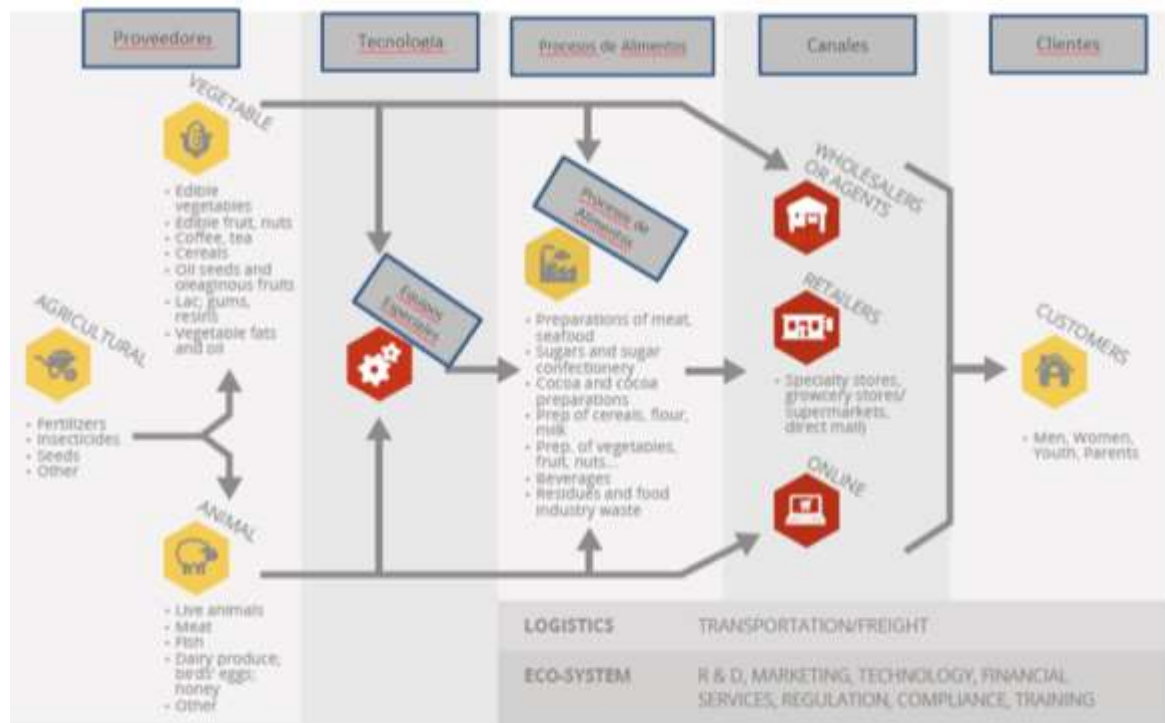 Proveedores
Tecnología
Procesos de Alimentos
Canales
Clientes
VEGETABLE
- Edible
vegetables
- Edible fruit, nuts
- Coffee, tea
- Cereals
- Oil seeds and
oleaginous fruits
- Lac; gums,
resins
- Vegetable fats
and oil
AGRICULTURAL
- Fertilizers
- Insecticides
- Seeds
- Other
ANIMAL
- Live animals
- Meat
- Fish
- Dairy produce;
birds' eggs;
honey
- Other
Equipos
Especiales
Procesos de
Alimentos
- Preparations of meat,
seafood
- Sugars and sugar
confectionery
- Cocoa and cocoa
preparations
- Prep of cereals, flour,
milk
- Prep. of vegetables,
fruit, nuts...
- Beverages
- Residues and food
industry waste
WHOLESALERS
OR AGENTS
RETAILERS
- Specialty stores,
growcery stores/
supermarkets,
direct mail)
ONLINE
CUSTOMERS
- Men, Women,
Youth, Parents
LOGISTICS TRANSPORTATION/FREIGHT
ECO-SYSTEM R & D, MARKETING, TECHNOLOGY, FINANCIAL
SERVICES, REGULATION, COMPLIANCE, TRAINING